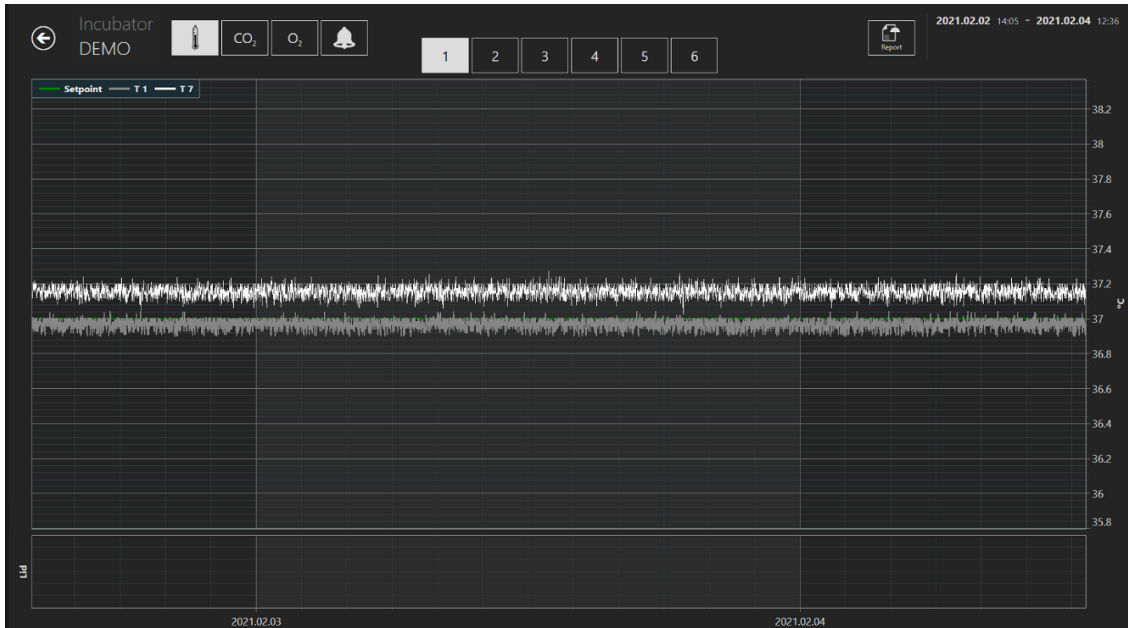 Incubator
DEMO
CO₂
O₂
1 2 3 4 5 6
Report
2021.02.02 14:05 - 2021.02.04 12:36
Setpoint T 1 T 7
38.2
38
37.8
37.6
37.4
37.2
37
36.8
36.6
36.4
36.2
36
35.8
°C
Lid
2021.02.03 2021.02.04